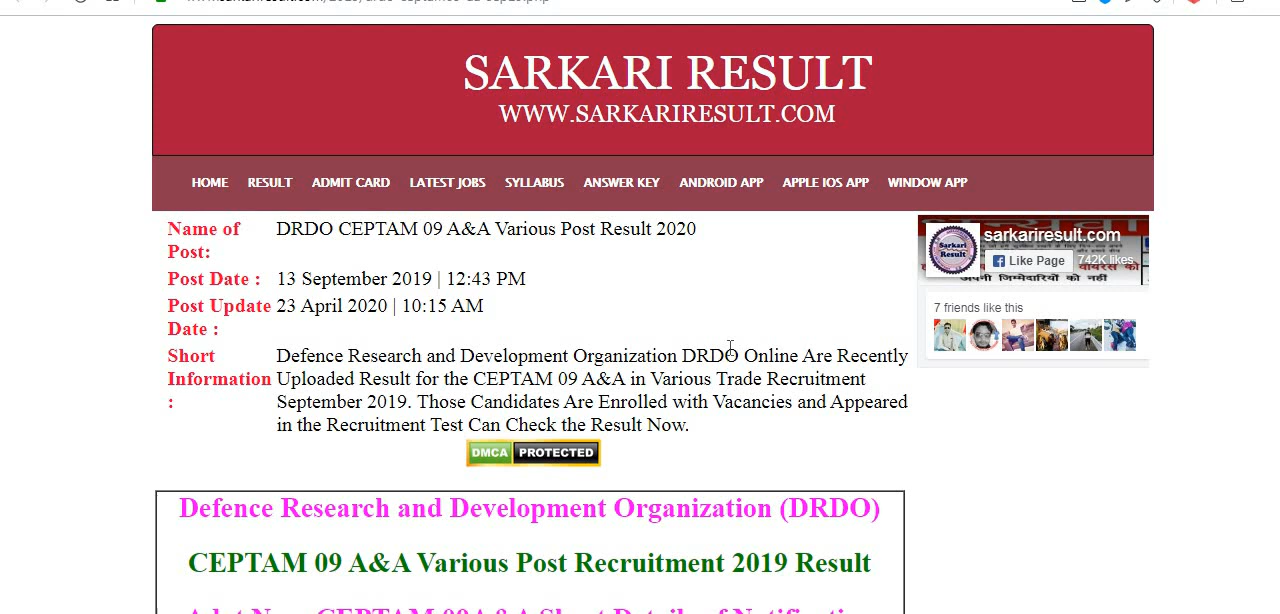 SARKARI RESULT
WWW.SARKARIRESULT.COM
HOME RESULT ADMIT CARD LATEST JOBS SYLLABUS ANSWER KEY ANDROID APP APPLE IOS APP WINDOW APP
Name of Post: DRDO CEPTAM 09 A&A Various Post Result 2020
Post Date : 13 September 2019 | 12:43 PM
Post Update Date : 23 April 2020 | 10:15 AM
Short Information :
Defence Research and Development Organization DRDO Online Are Recently
Uploaded Result for the CEPTAM 09 A&A in Various Trade Recruitment
September 2019. Those Candidates Are Enrolled with Vacancies and Appeared
in the Recruitment Test Can Check the Result Now.
DMCA PROTECTED
sarkariresult.com
Sarkari Result
Like Page 742K likes
वायरस को
अपनी जिम्मेदारियों को नहीं
7 friends like this
Defence Research and Development Organization (DRDO)
CEPTAM 09 A&A Various Post Recruitment 2019 Result